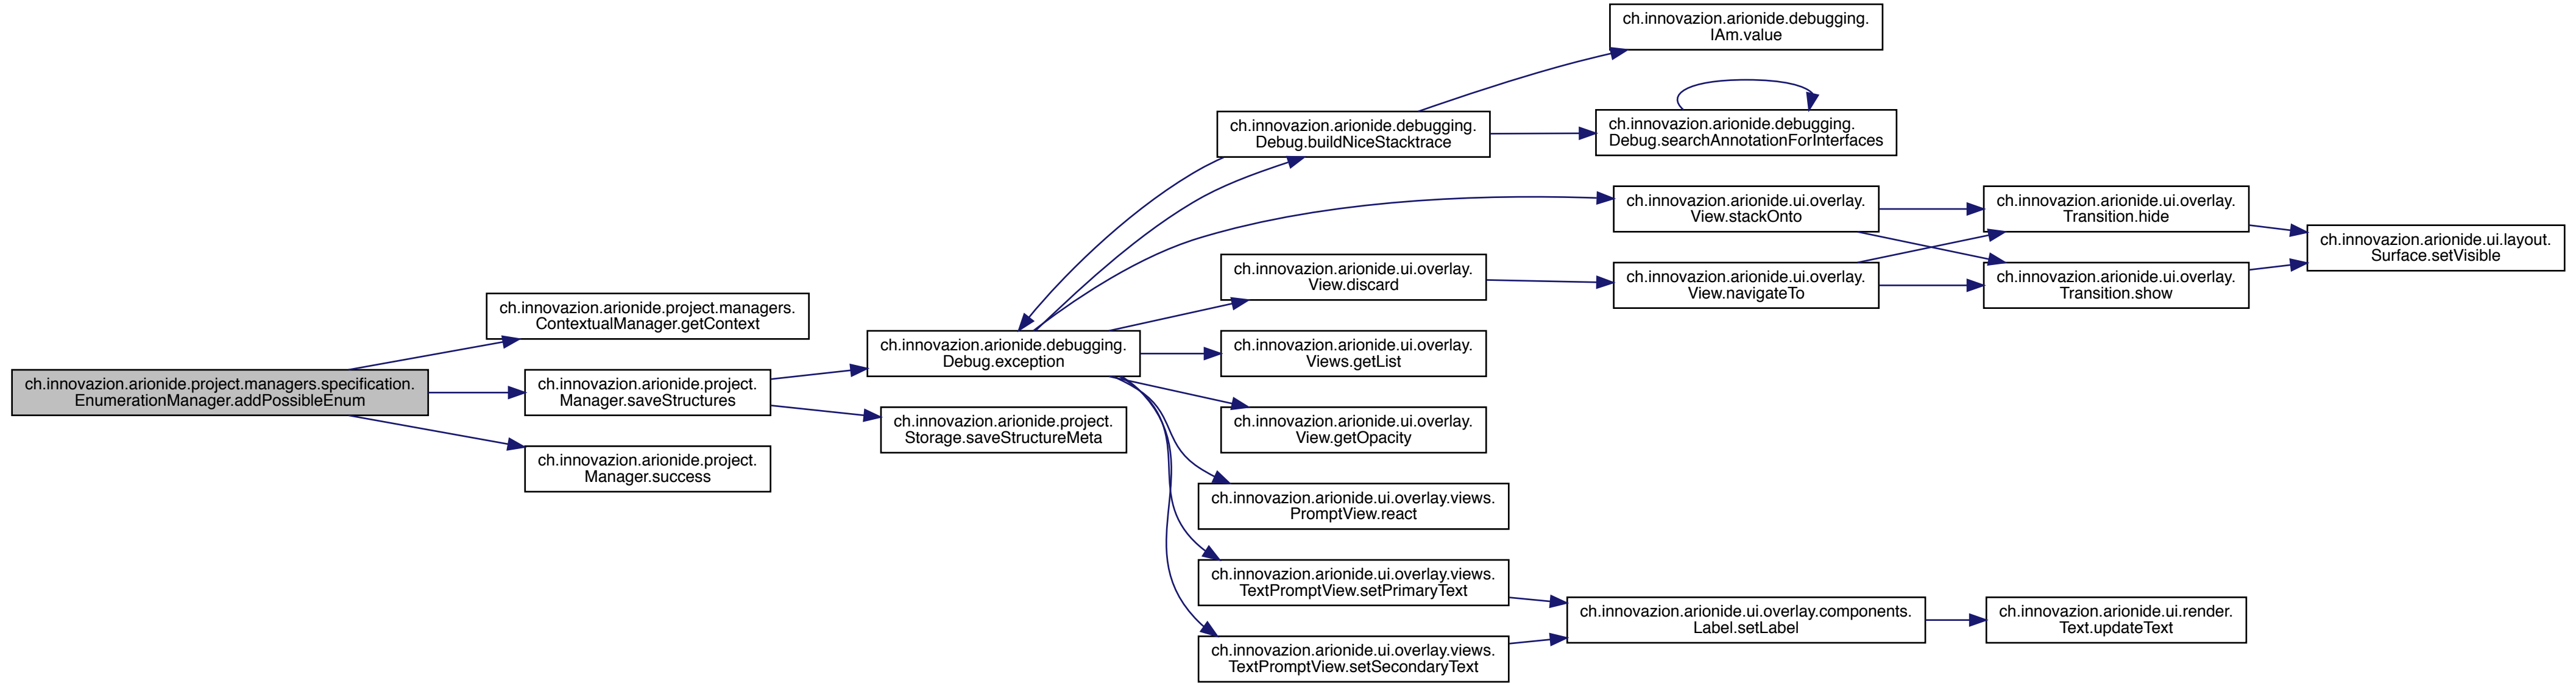 ch.innovazion.arionide.project.managers.specification.
EnumerationManager.addPossibleEnum
ch.innovazion.arionide.project.managers.
ContextualManager.getContext
ch.innovazion.arionide.project.
Manager.saveStructures
ch.innovazion.arionide.project.
Manager.success
ch.innovazion.arionide.debugging.
Debug.exception
ch.innovazion.arionide.project.
Storage.saveStructureMeta
ch.innovazion.arionide.debugging.
Debug.buildNiceStacktrace
ch.innovazion.arionide.ui.overlay.
View.discard
ch.innovazion.arionide.ui.overlay.
Views.getList
ch.innovazion.arionide.ui.overlay.
View.getOpacity
ch.innovazion.arionide.ui.overlay.views.
PromptView.react
ch.innovazion.arionide.ui.overlay.views.
TextPromptView.setPrimaryText
ch.innovazion.arionide.ui.overlay.views.
TextPromptView.setSecondaryText
ch.innovazion.arionide.debugging.
IAm.value
ch.innovazion.arionide.debugging.
Debug.searchAnnotationForInterfaces
ch.innovazion.arionide.ui.overlay.
View.stackOnto
ch.innovazion.arionide.ui.overlay.
View.navigateTo
ch.innovazion.arionide.ui.overlay.components.
Label.setLabel
ch.innovazion.arionide.ui.overlay.
Transition.hide
ch.innovazion.arionide.ui.overlay.
Transition.show
ch.innovazion.arionide.ui.render.
Text.updateText
ch.innovazion.arionide.ui.layout.
Surface.setVisible